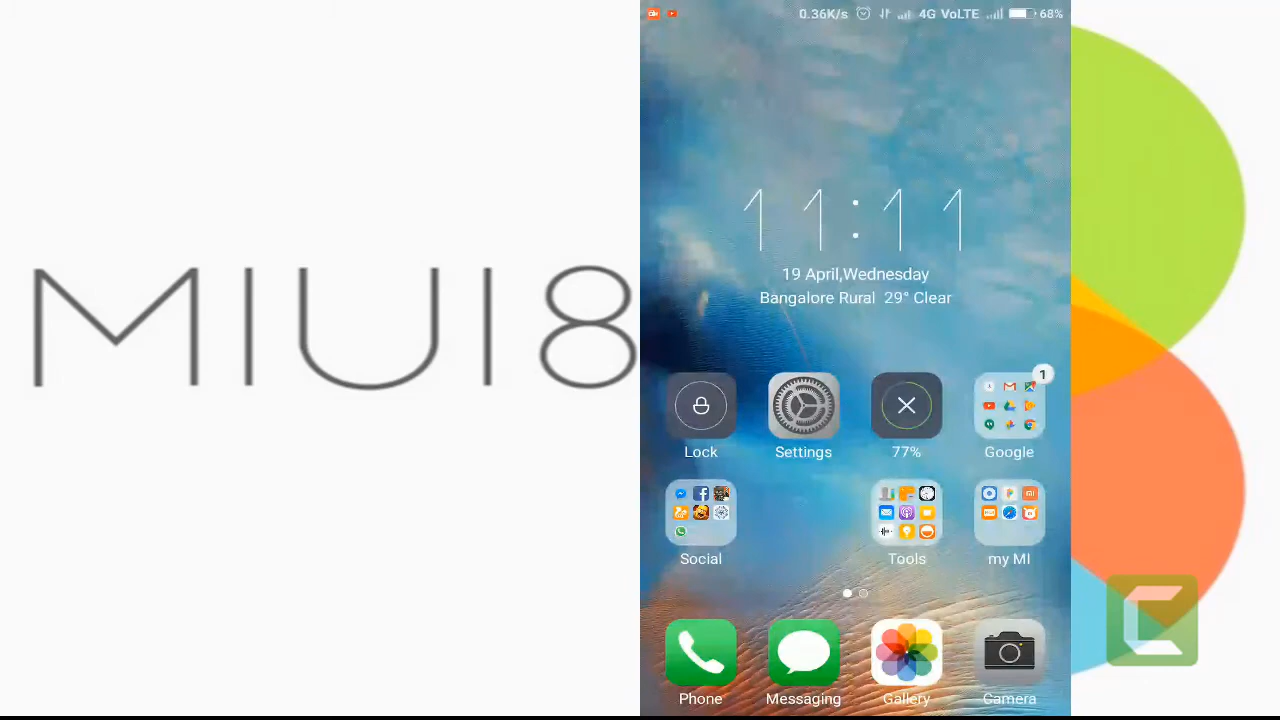 MIUI8
0.36K/s 4G VoLTE 68%
11:11
19 April,Wednesday
Bangalore Rural 29° Clear
1
Lock Settings 77% Google
Social Tools my MI
Phone Messaging Gallery Camera